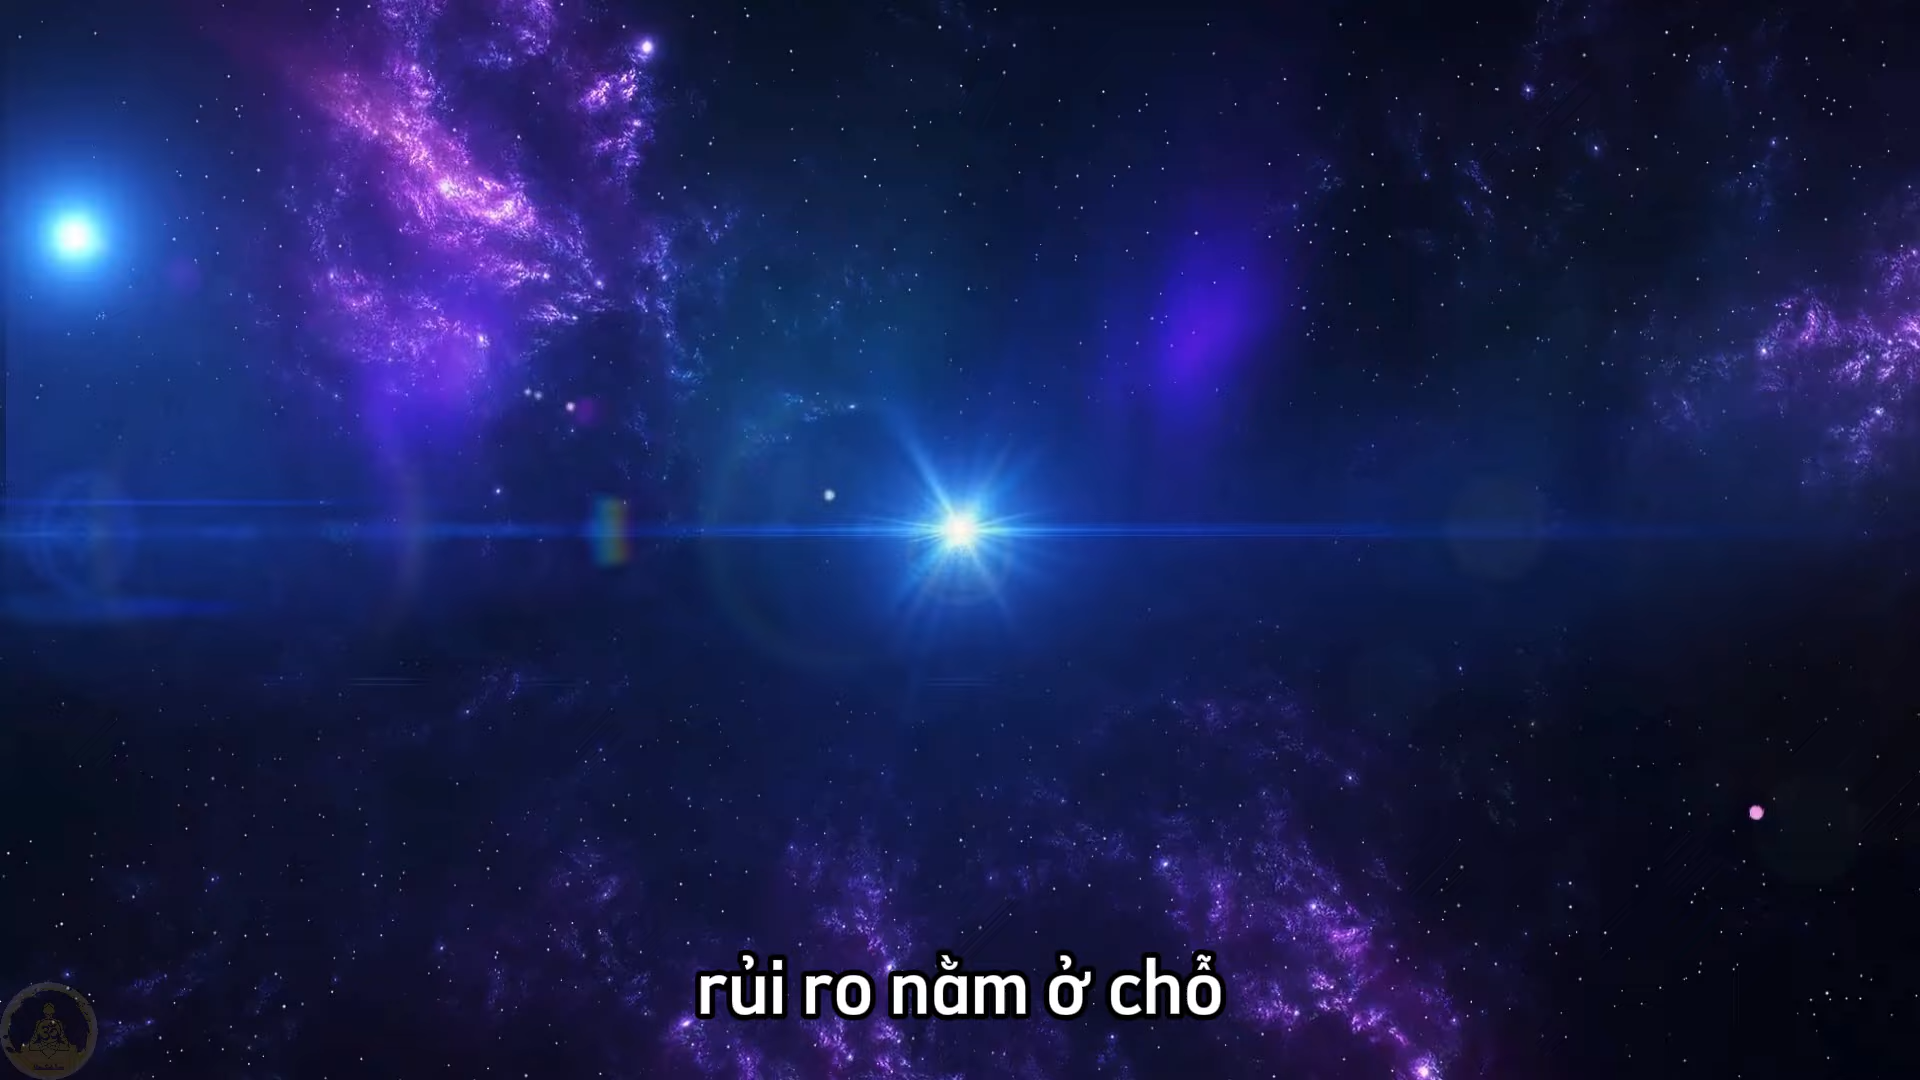 rủi ro nằm ở chỗ